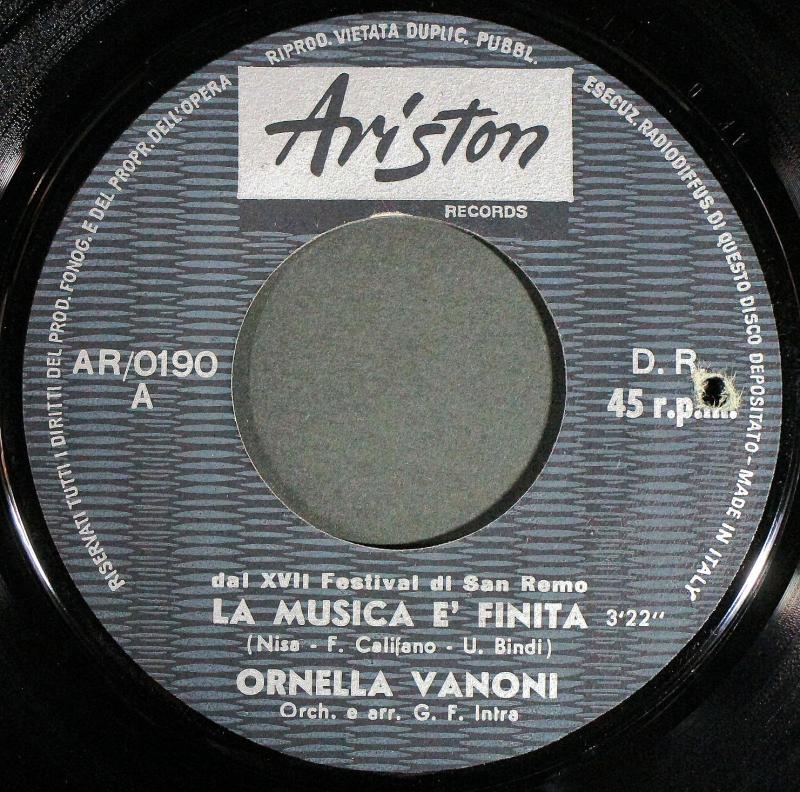 RISERVATI TUTTI I DIRITTI DEL PROD. FONOG. E DEL PROPR. DELL'OPERA
RIPROD. VIETATA DUPLIC. PUBBL.
ESECUZ. RADIODIFFUS. DI QUESTO DISCO DEPOSITATO - MADE IN ITALY
Ariston
RECORDS
AR/0190
A
D. R.
45 r.p.m.
dal XVII Festival di San Remo
LA MUSICA E' FINITA 3'22''
(Nisa - F. Califano - U. Bindi)
ORNELLA VANONI
Orch. e arr. G. F. Intra